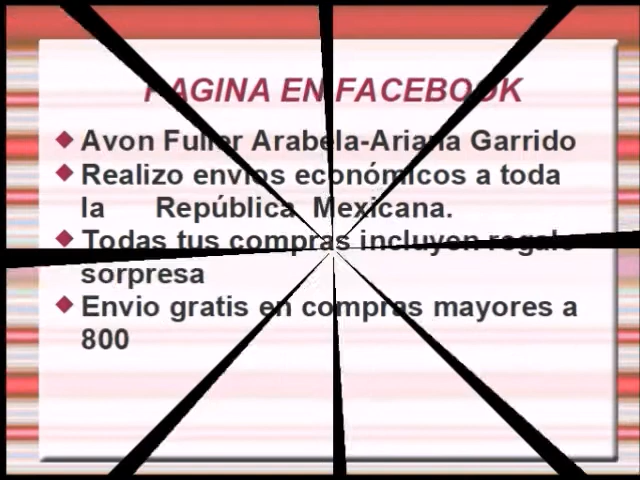 PAGINA EN FACEBOOK
Avon Fuller Arabela-Ariana Garrido
Realizo envios económicos a toda
la República Mexicana.
Todas tus compras incluyen regalo
sorpresa
Envio gratis en compras mayores a
800